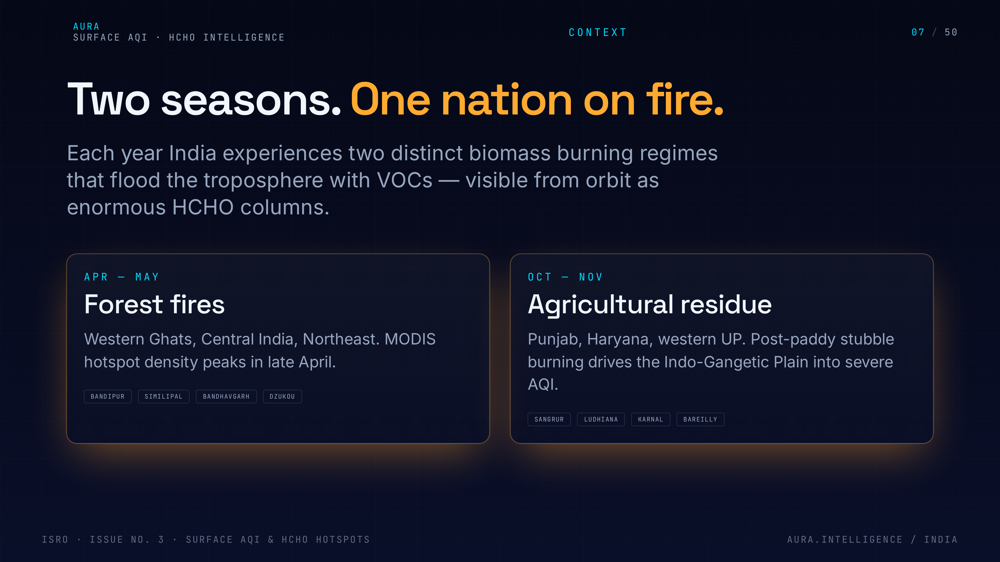 AURA
SURFACE AQI · HCHO INTELLIGENCE
CONTEXT
07 / 50
Two seasons. One nation on fire.
Each year India experiences two distinct biomass burning regimes
that flood the troposphere with VOCs — visible from orbit as
enormous HCHO columns.
APR — MAY
Forest fires
Western Ghats, Central India, Northeast. MODIS
hotspot density peaks in late April.
BANDIPUR SIMILIPAL BANDHAVGARH DZUKOU
OCT — NOV
Agricultural residue
Punjab, Haryana, western UP. Post-paddy stubble
burning drives the Indo-Gangetic Plain into severe
AQI.
SANGRUR LUDHIANA KARNAL BAREILLY
ISRO · ISSUE NO. 3 · SURFACE AQI & HCHO HOTSPOTS
AURA.INTELLIGENCE / INDIA